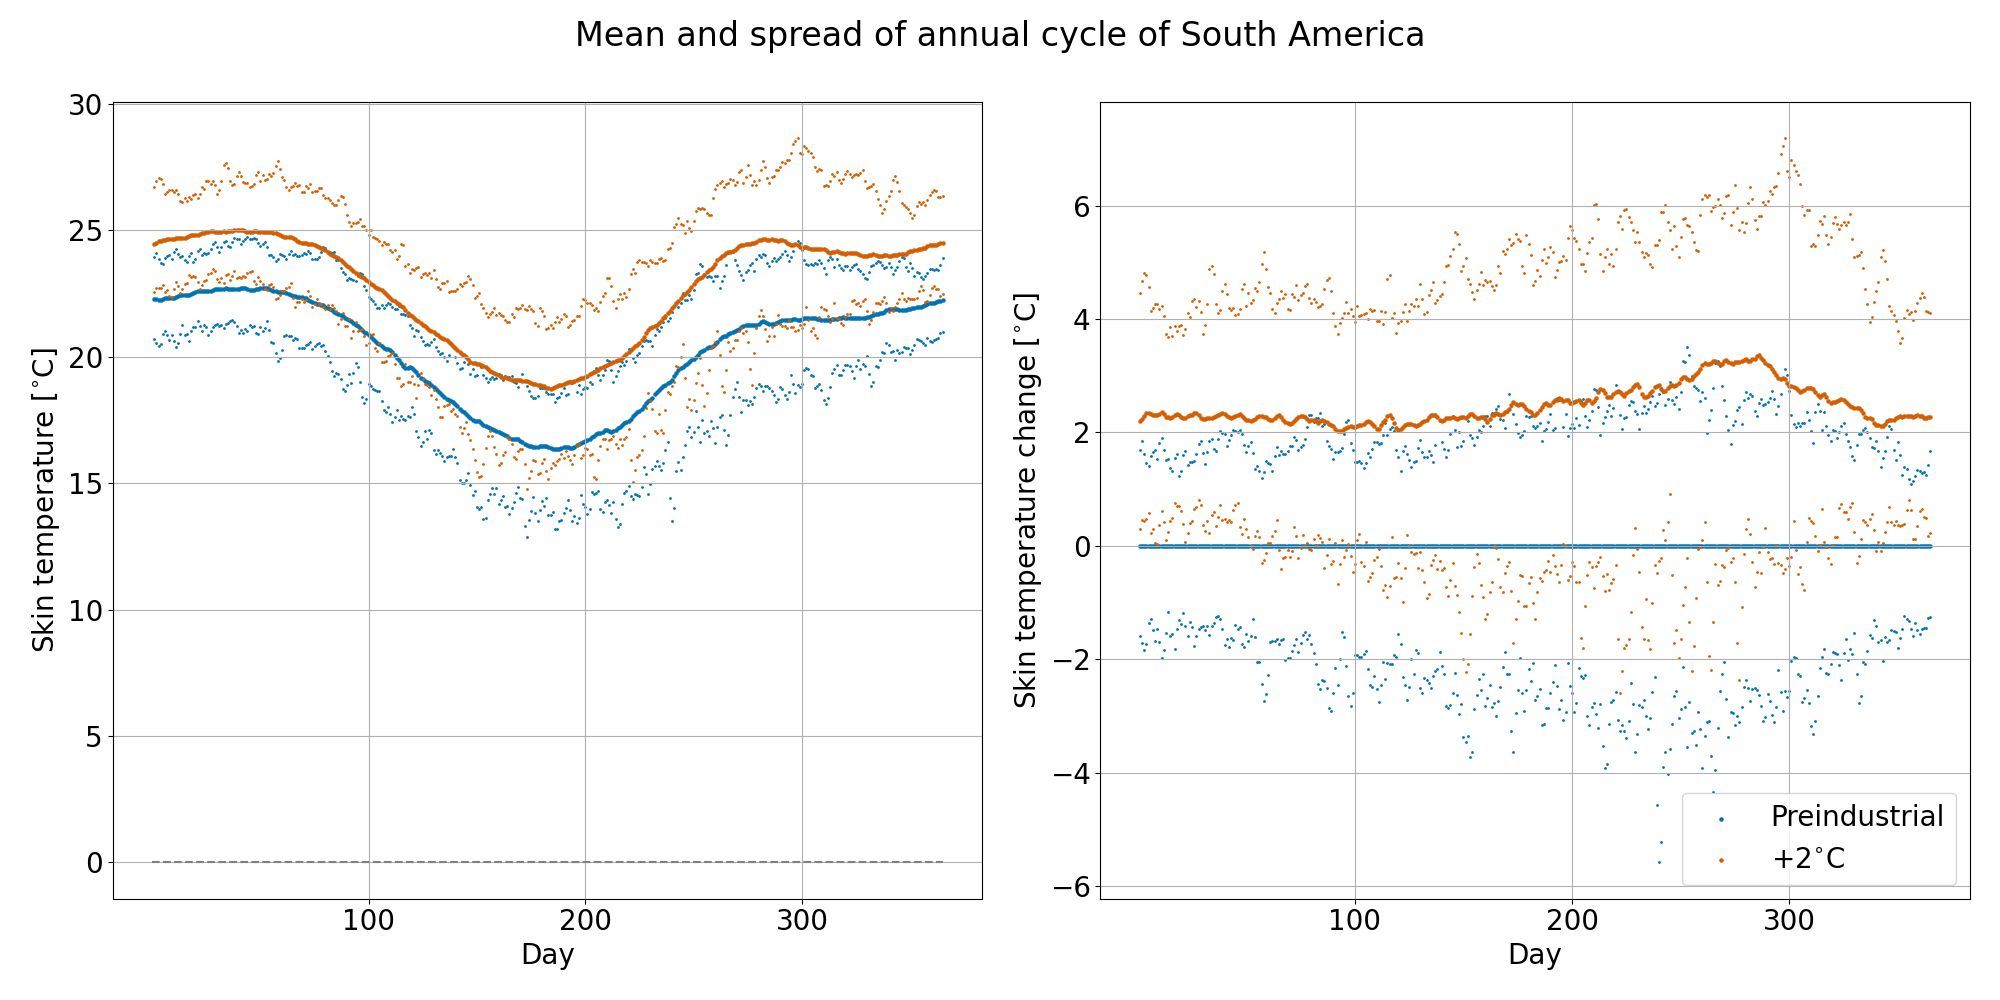 Mean and spread of annual cycle of South America
Skin temperature [°C]
30
25
20
15
10
5
0
100
200
300
Day
Skin temperature change [°C]
6
4
2
0
−2
−4
−6
100
200
300
Day
Preindustrial
+2°C